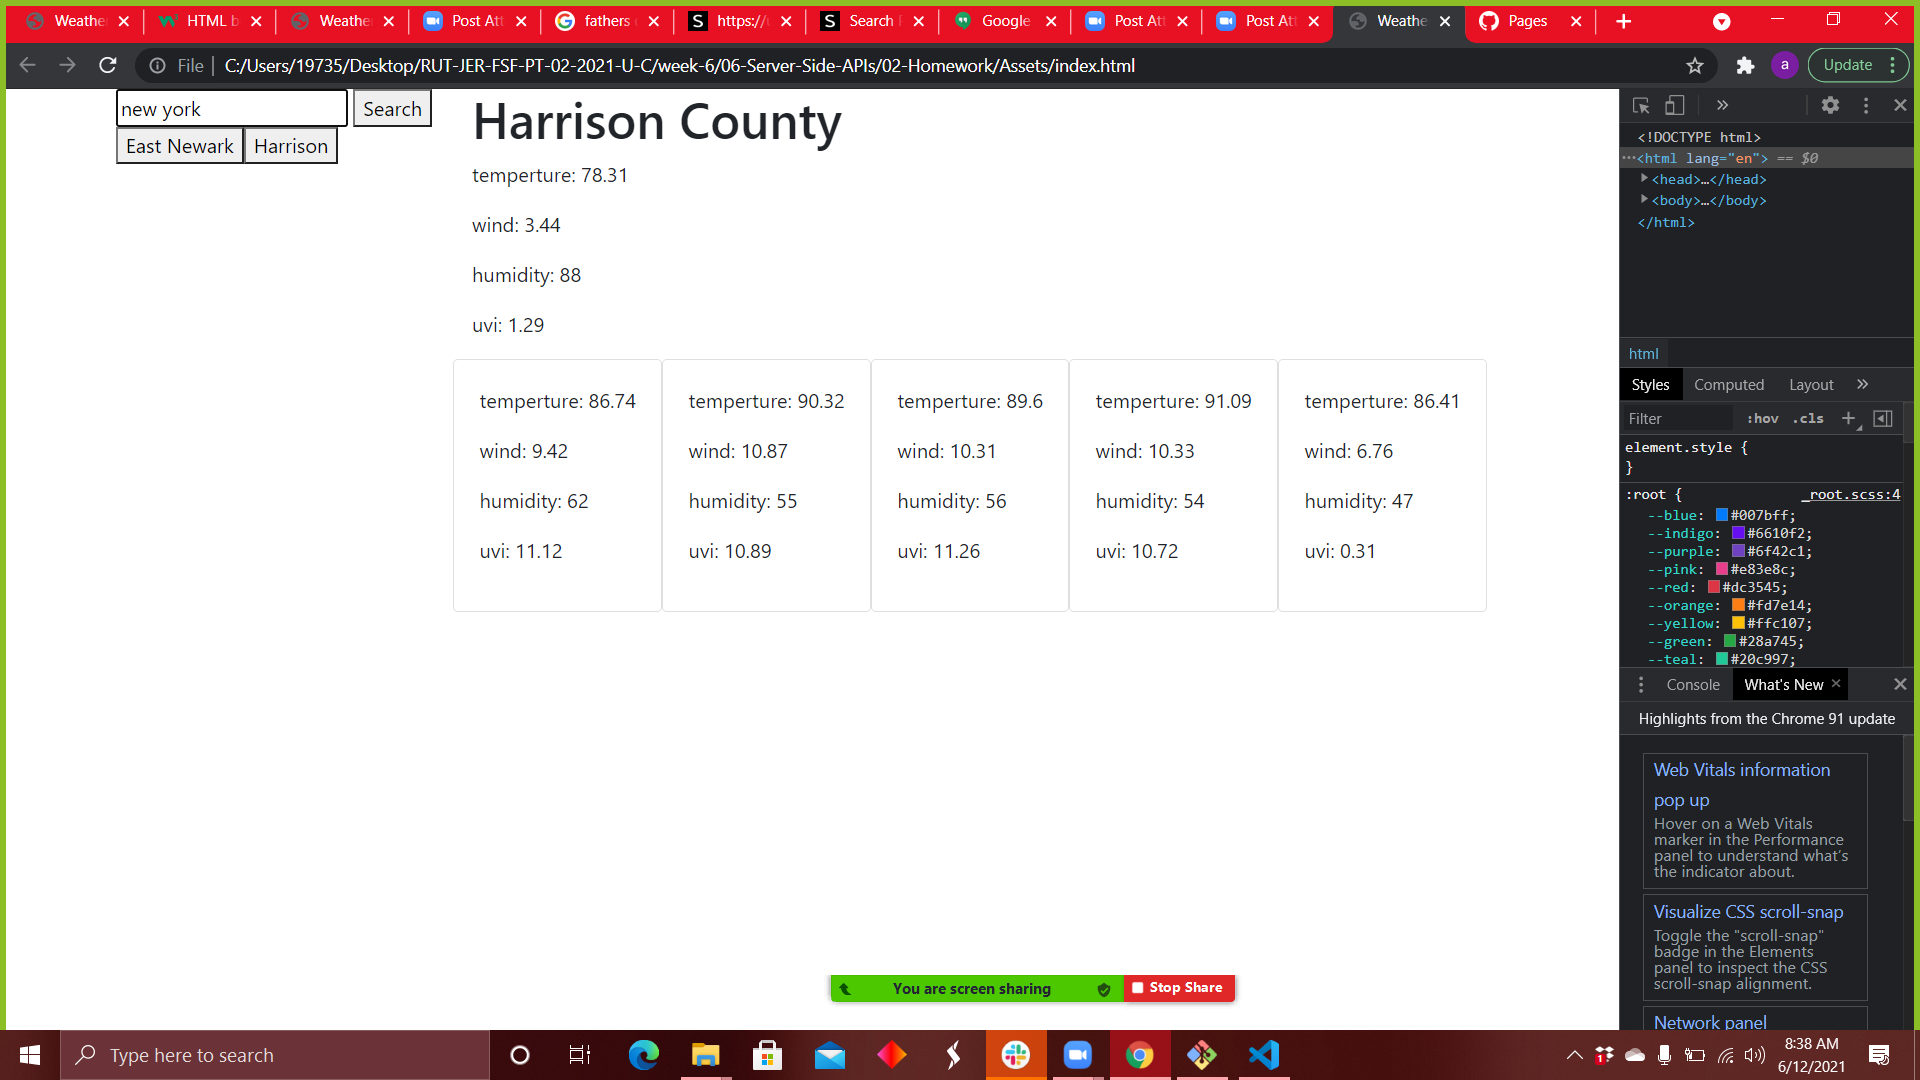 Weathe
HTML b
Weathe
Post Att
fathers
https://
Search
Google
Post Att
Post Att
Weathe
Pages
File
C:/Users/19735/Desktop/RUT-JER-FSF-PT-02-2021-U-C/week-6/06-Server-Side-APIs/02-Homework/Assets/index.html
a
Update
new york
Search
East Newark
Harrison
Harrison County
temperture: 78.31
wind: 3.44
humidity: 88
uvi: 1.29
temperture: 86.74
wind: 9.42
humidity: 62
uvi: 11.12
temperture: 90.32
wind: 10.87
humidity: 55
uvi: 10.89
temperture: 89.6
wind: 10.31
humidity: 56
uvi: 11.26
temperture: 91.09
wind: 10.33
humidity: 54
uvi: 10.72
temperture: 86.41
wind: 6.76
humidity: 47
uvi: 0.31
<!DOCTYPE html>
<html lang="en"> == $0
<head>…</head>
<body>…</body>
</html>
html
Styles
Computed
Layout
Filter
:hov
.cls
element.style {
}
:root {
_root.scss:4
--blue: #007bff;
--indigo: #6610f2;
--purple: #6f42c1;
--pink: #e83e8c;
--red: #dc3545;
--orange: #fd7e14;
--yellow: #ffc107;
--green: #28a745;
--teal: #20c997;
Console
What's New
Highlights from the Chrome 91 update
Web Vitals information
pop up
Hover on a Web Vitals
marker in the Performance
panel to understand what's
the indicator about.
Visualize CSS scroll-snap
Toggle the "scroll-snap"
badge in the Elements
panel to inspect the CSS
scroll-snap alignment.
Network panel
You are screen sharing
Stop Share
Type here to search
8:38 AM
6/12/2021